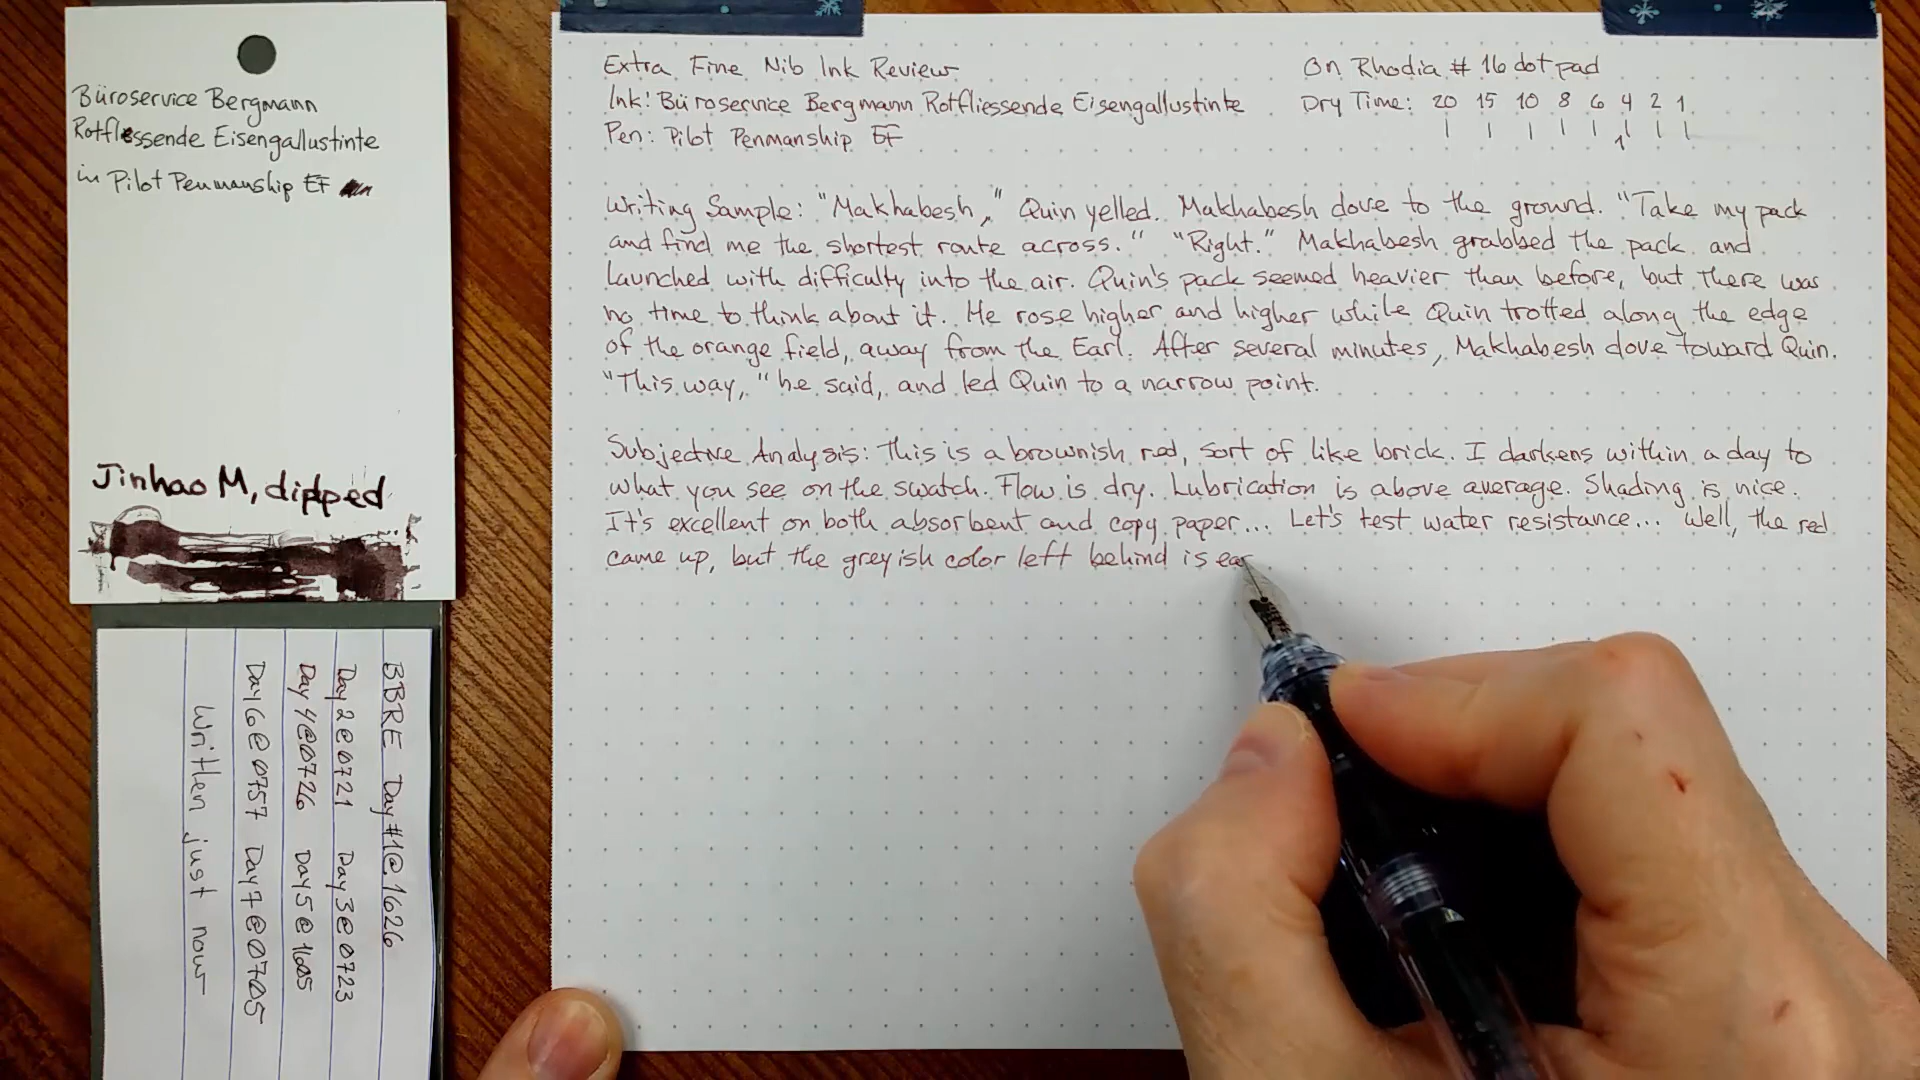 Büroservice Bergmann
Rotfliessende Eisengallustinte
in Pilot Penmanship EF
Jinhao M, dipped
BBRE Day #1@1626
Day 2@0721 Day 3@0723
Day 4@0726 Day 5@1605
Day 6@0757 Day 7@0705
Written just now
Extra Fine Nib Ink Review
Ink: Büroservice Bergmann Rotfliessende Eisengallustinte
Pen: Pilot Penmanship EF
On Rhodia # 16 dot pad
Dry Time: 20 15 10 8 6 4 2 1
Writing Sample: "Makhabesh," Quin yelled. Makhabesh dove to the ground. "Take my pack
and find me the shortest route across." "Right." Makhabesh grabbed the pack and
launched with difficulty into the air. Quin's pack seemed heavier than before, but there was
no time to think about it. He rose higher and higher while Quin trotted along the edge
of the orange field, away from the Earl. After several minutes, Makhabesh dove toward Quin.
"This way," he said, and led Quin to a narrow point.
Subjective Analysis: This is a brownish red, sort of like brick. I darkens within a day to
what you see on the swatch. Flow is dry. Lubrication is above average. Shading is nice.
It's excellent on both absorbent and copy paper... Let's test water resistance... Well, the red
came up, but the greyish color left behind is eas